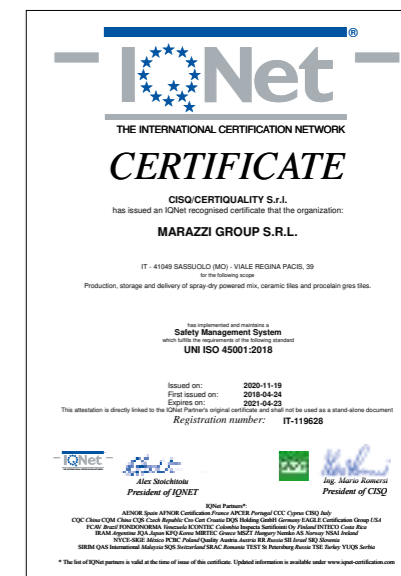 IQNet ®
THE INTERNATIONAL CERTIFICATION NETWORK
CERTIFICATE
CISQ/CERTIQUALITY S.r.l.
has issued an IQNet recognised certificate that the organization:
MARAZZI GROUP S.R.L.
IT - 41049 SASSUOLO (MO) - VIALE REGINA PACIS, 39
for the following scope
Production, storage and delivery of spray-dry powered mix, ceramic tiles and procelain gres tiles.
has implemented and maintains a
Safety Management System
which fulfills the requirements of the following standard
UNI ISO 45001:2018
Issued on: 2020-11-19
First issued on: 2018-04-24
Expires on: 2021-04-23
This attestation is directly linked to the IQNet Partner's original certificate and shall not be used as a stand-alone document
Registration number: IT-119628
IQNet
Alex Stoichitoiu
President of IQNET
Ing. Mario Romersi
President of CISQ
IQNet Partners*:
AENOR Spain AFNOR Certification France APCER Portugal CCC Cyprus CISQ Italy
CQC China CQM China CQS Czech Republic Cro Cert Croatia DQS Holding GmbH Germany EAGLE Certification Group USA
FCAV Brazil FONDONORMA Venezuela ICONTEC Colombia Inspecta Sertifiointi Oy Finland INTECO Costa Rica
IRAM Argentina JQA Japan KFQ Korea MIRTEC Greece MSZT Hungary Nemko AS Norway NSAI Ireland
NYCE-SIGE México PCBC Poland Quality Austria Austria RR Russia SII Israel SIQ Slovenia
SIRIM QAS International Malaysia SQS Switzerland SRAC Romania TEST St Petersburg Russia TSE Turkey YUQS Serbia
* The list of IQNet partners is valid at the time of issue of this certificate. Updated information is available under www.iqnet-certification.com